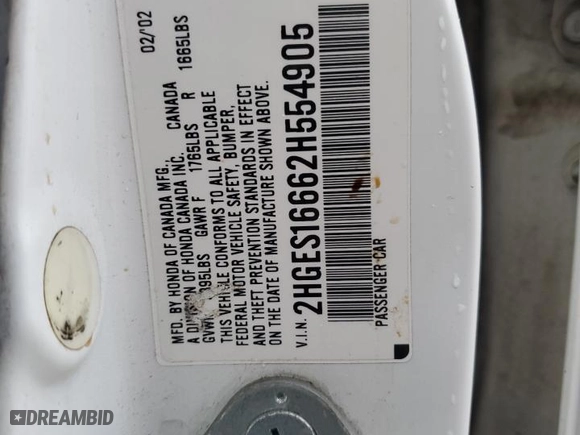 MFD. BY HONDA OF CANADA MFG., 02/'02
A DIVISION OF HONDA CANADA INC. CANADA
395LBS GAWR F 1765LBS R 1665LBS
THIS VEHICLE CONFORMS TO ALL APPLICABLE
FEDERAL MOTOR VEHICLE SAFETY, BUMPER,
AND THEFT PREVENTION STANDARDS IN EFFECT
ON THE DATE OF MANUFACTURE SHOWN ABOVE.
V.I.N. 2HGES16662H554905
PASSENGER CAR
DREAMBID